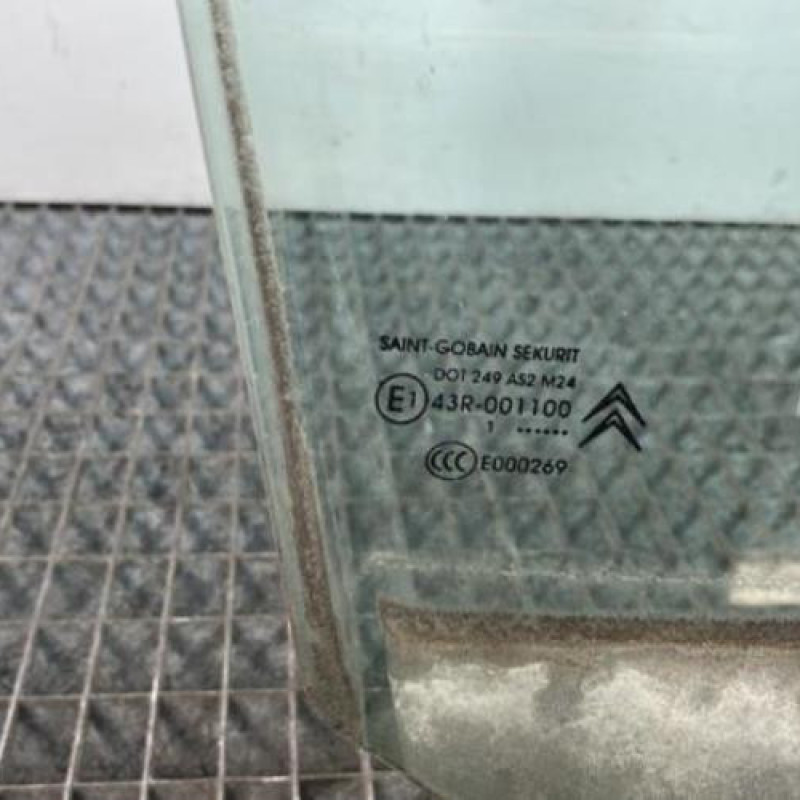 SAINT-GOBAIN SEKURIT
DOT 249 AS2 M24
E1 43R-001100
1 ......
CCC E000269